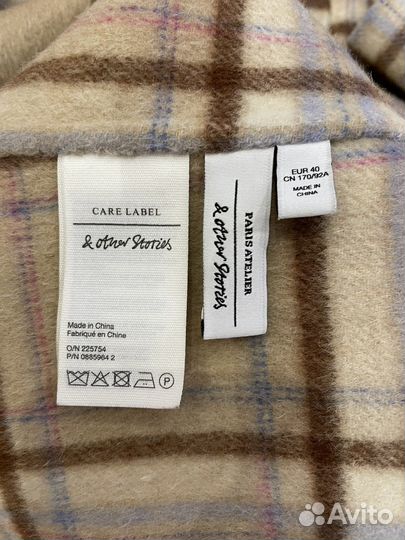 CARE LABEL
& other Stories
Made in China
Fabriqué en Chine
O/N 225754
P/N 0885964 2
P
PARIS ATELIER
& other Stories
EUR 40
CN 170/92A
MADE IN
CHINA
Avito